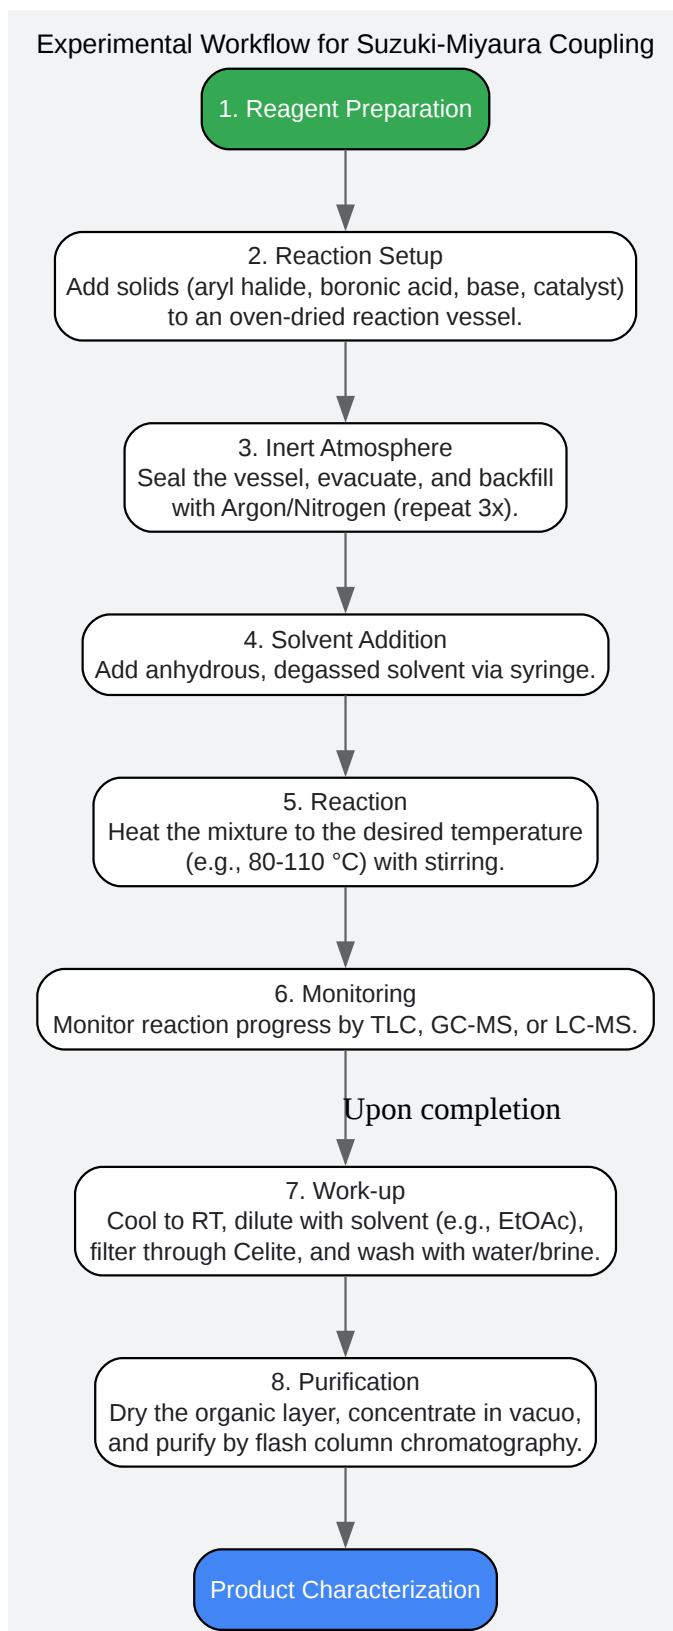 Experimental Workflow for Suzuki-Miyaura Coupling
1. Reagent Preparation
2. Reaction Setup
Add solids (aryl halide, boronic acid, base, catalyst)
to an oven-dried reaction vessel.
3. Inert Atmosphere
Seal the vessel, evacuate, and backfill
with Argon/Nitrogen (repeat 3x).
4. Solvent Addition
Add anhydrous, degassed solvent via syringe.
5. Reaction
Heat the mixture to the desired temperature
(e.g., 80-110 °C) with stirring.
6. Monitoring
Monitor reaction progress by TLC, GC-MS, or LC-MS.
Upon completion
7. Work-up
Cool to RT, dilute with solvent (e.g., EtOAc),
filter through Celite, and wash with water/brine.
8. Purification
Dry the organic layer, concentrate in vacuo,
and purify by flash column chromatography.
Product Characterization